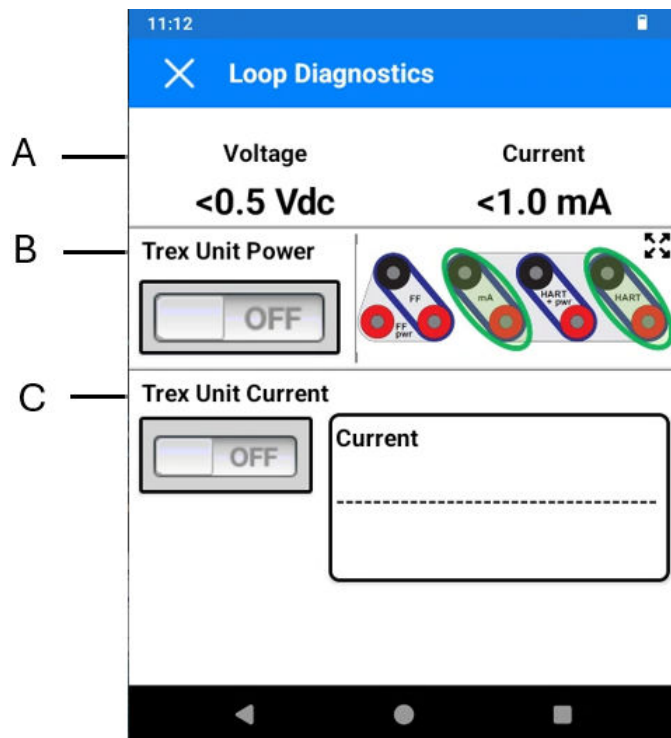 11:12
Loop Diagnostics
A
Voltage Current
<0.5 Vdc <1.0 mA
B
Trex Unit Power
OFF
FF
mA
HART
+ pwr
HART
FF
pwr
C
Trex Unit Current
OFF
Current